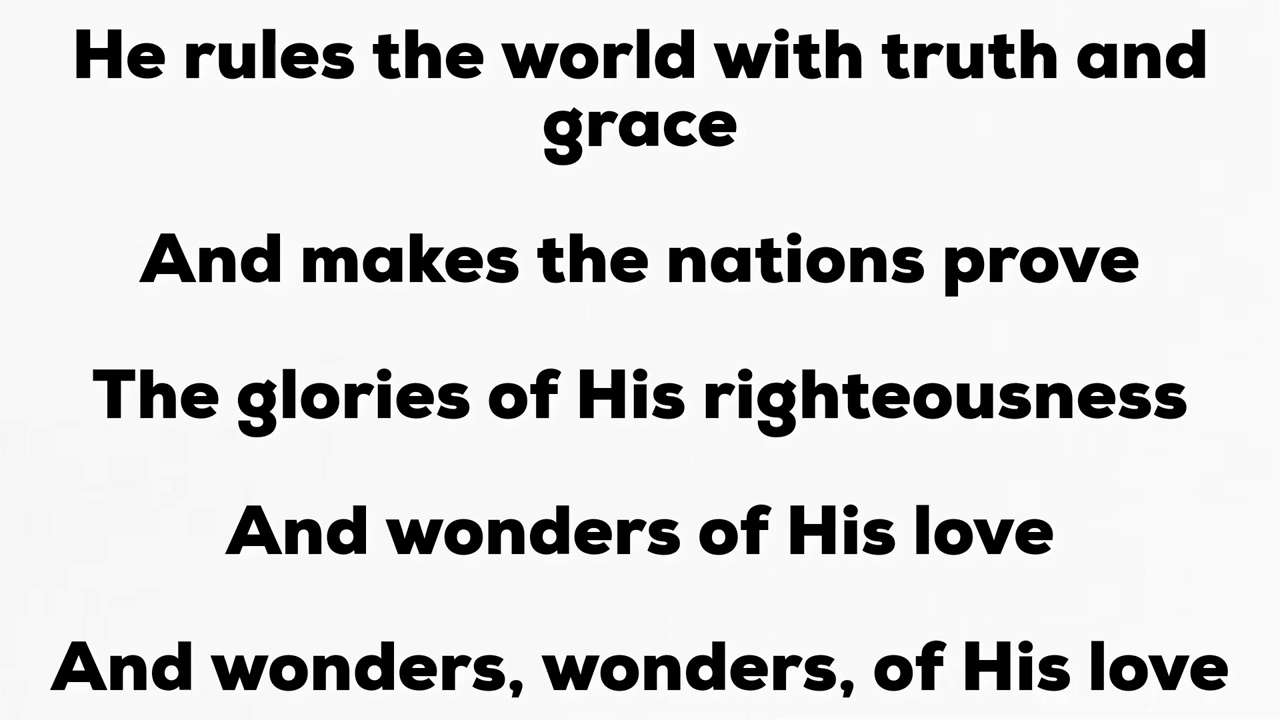 He rules the world with truth and
grace
And makes the nations prove
The glories of His righteousness
And wonders of His love
And wonders, wonders, of His love